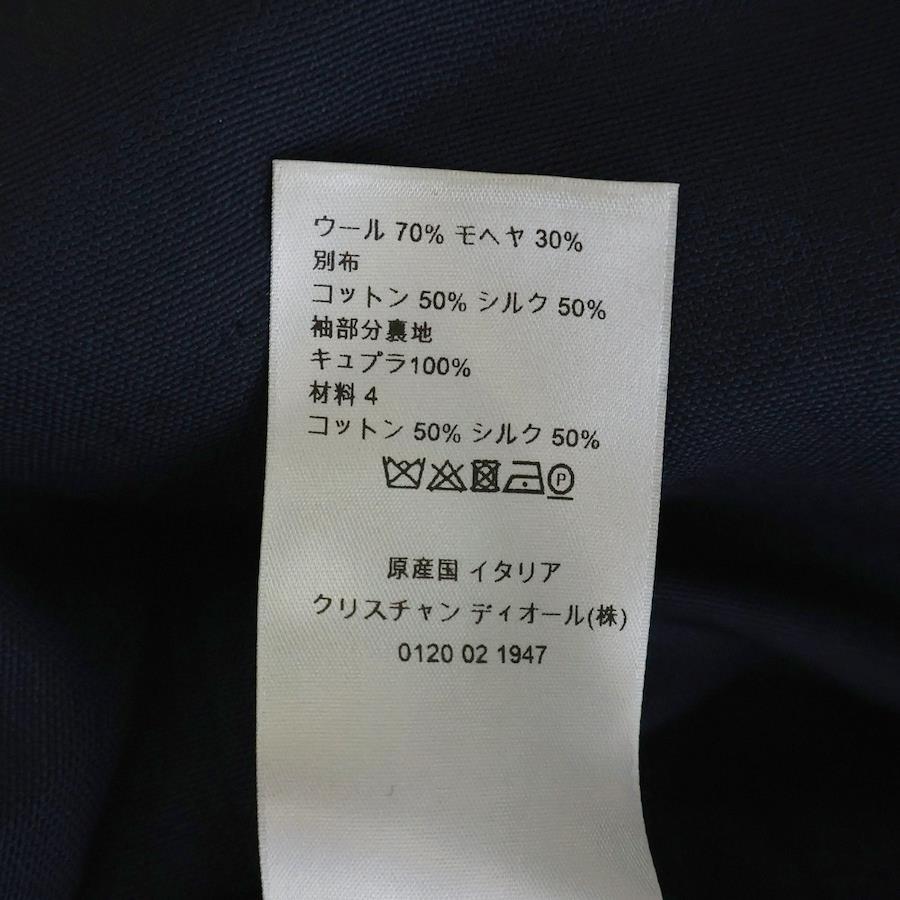 ウール 70% モヘヤ 30%
別布
コットン 50% シルク 50%
袖部分裏地
キュプラ100%
材料 4
コットン 50% シルク 50%
P
原産国 イタリア
クリスチャン ディオール(株)
0120 02 1947